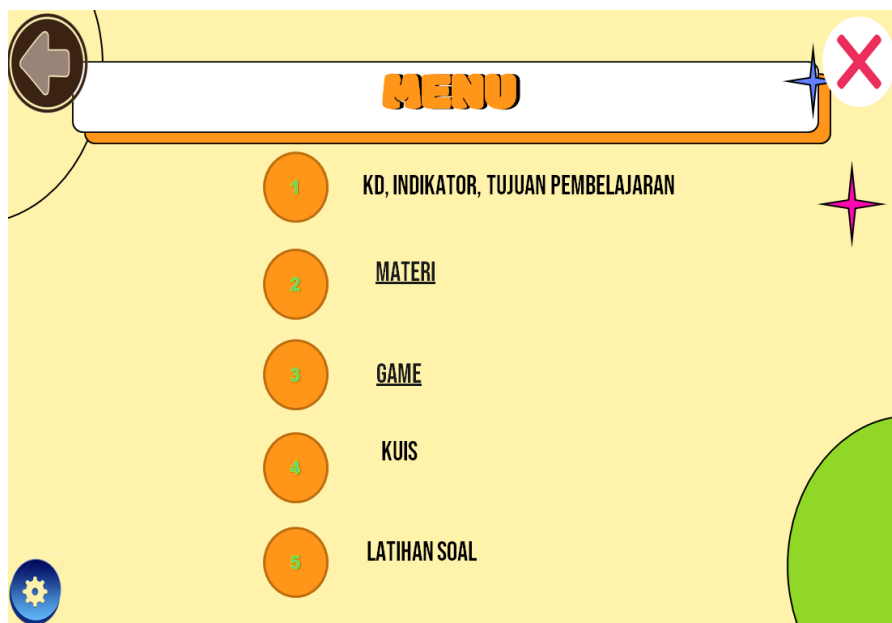 MENU
1 KD, INDIKATOR, TUJUAN PEMBELAJARAN
2 MATERI
3 GAME
4 KUIS
5 LATIHAN SOAL